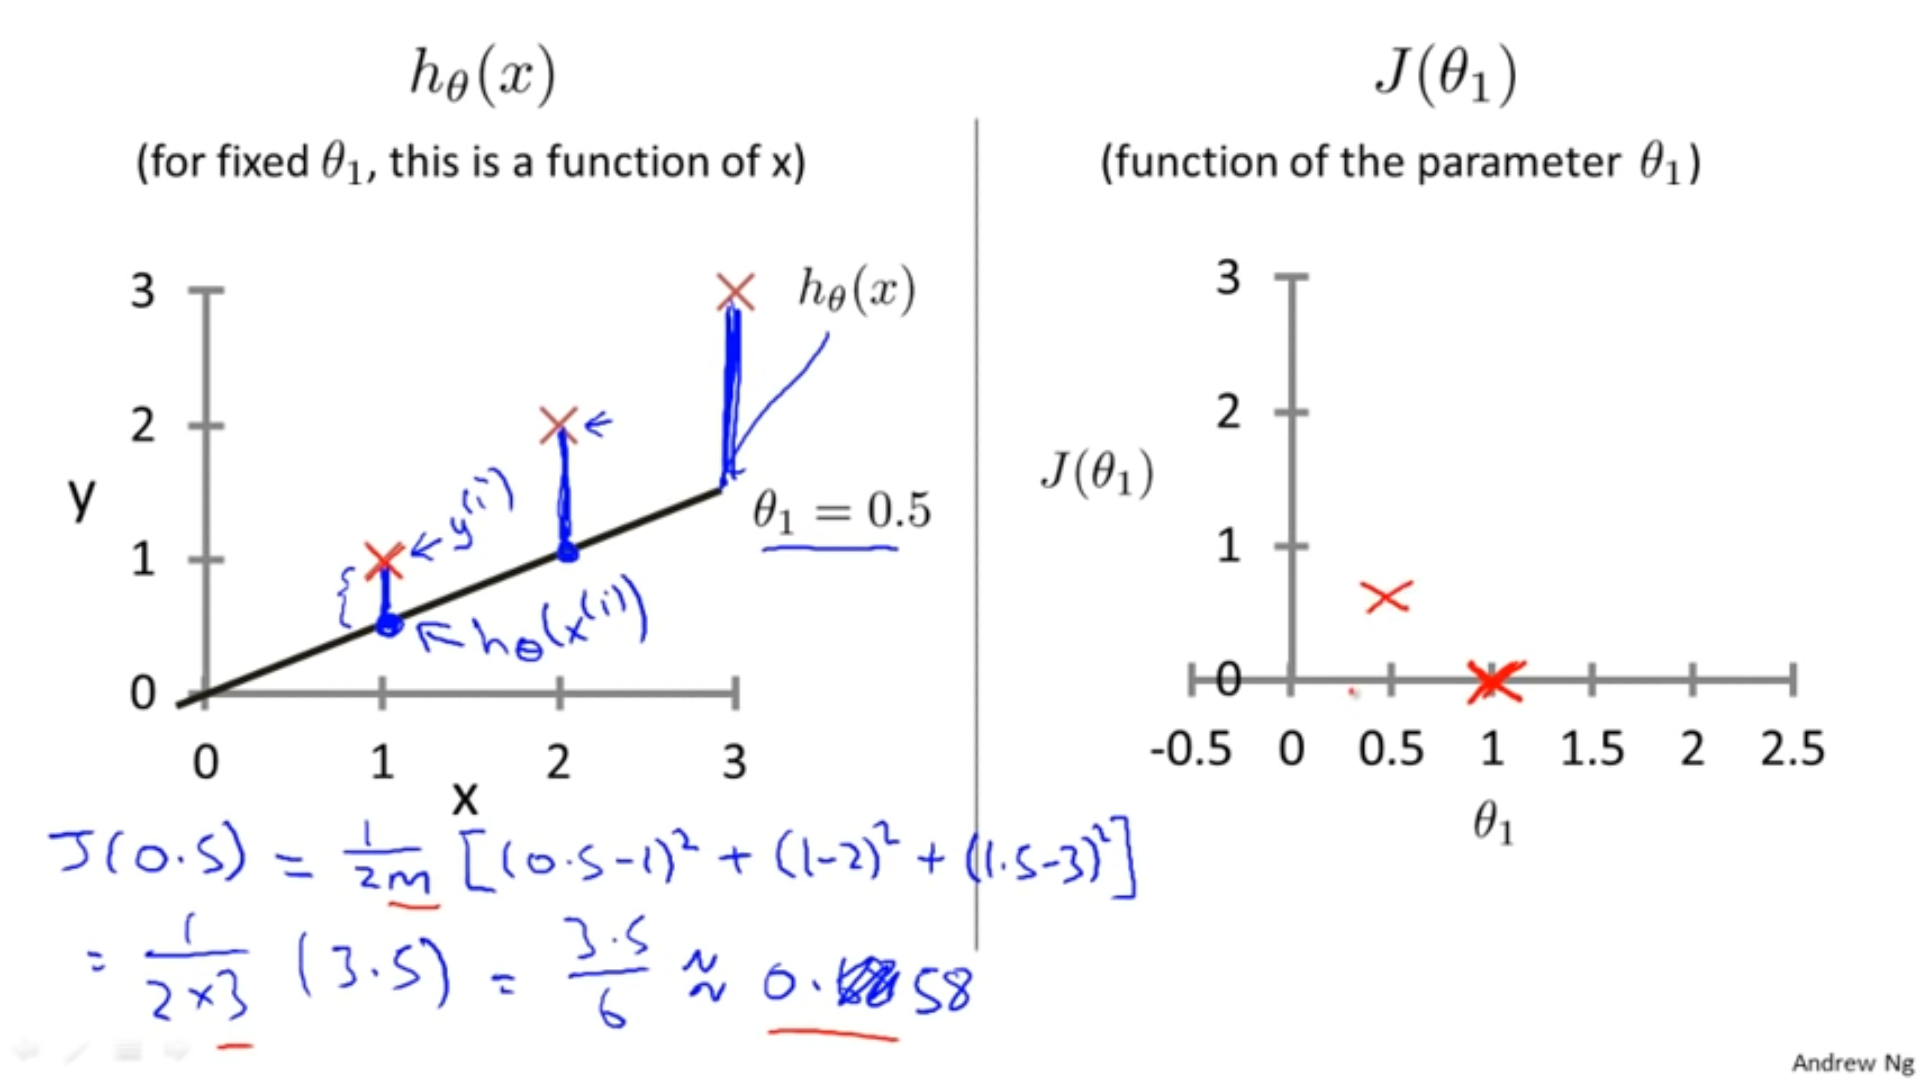 h_θ(x)
(for fixed θ₁, this is a function of x)
3
2
1
0
y
0 1 2 3
x
h_θ(x)
θ₁ = 0.5
y^(i)
h_θ(x^(i))
J(θ₁)
(function of the parameter θ₁)
3
2
1
0
J(θ₁)
-0.5 0 0.5 1 1.5 2 2.5
θ₁
J(0.5) = 1/2m [(0.5-1)² + (1-2)² + (1.5-3)²]
= 1/2×3 (3.5) = 3.5/6 ≈ 0.58
Andrew Ng